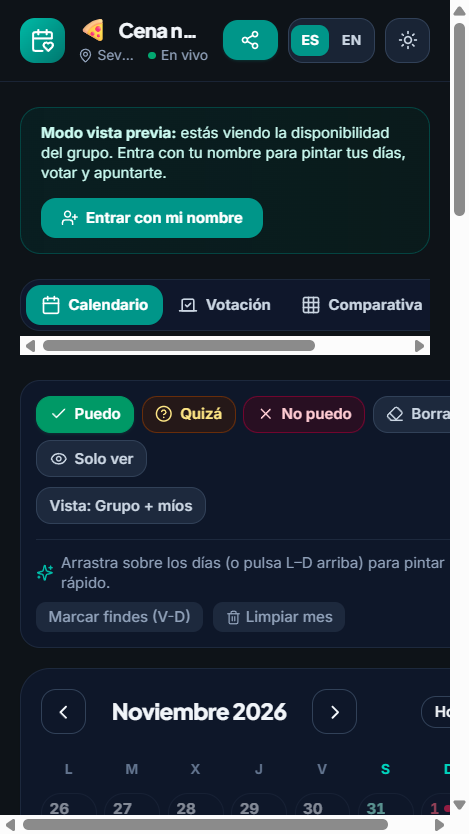 Cena n...
Sev... En vivo
ES EN
Modo vista previa: estás viendo la disponibilidad
del grupo. Entra con tu nombre para pintar tus días,
votar y apuntarte.
Entrar con mi nombre
Calendario Votación Comparativa
Puedo Quizá No puedo Borra
Solo ver
Vista: Grupo + míos
Arrastra sobre los días (o pulsa L–D arriba) para pintar
rápido.
Marcar findes (V-D) Limpiar mes
Noviembre 2026 Ho
L M X J V S D
26 27 28 29 30 31 1